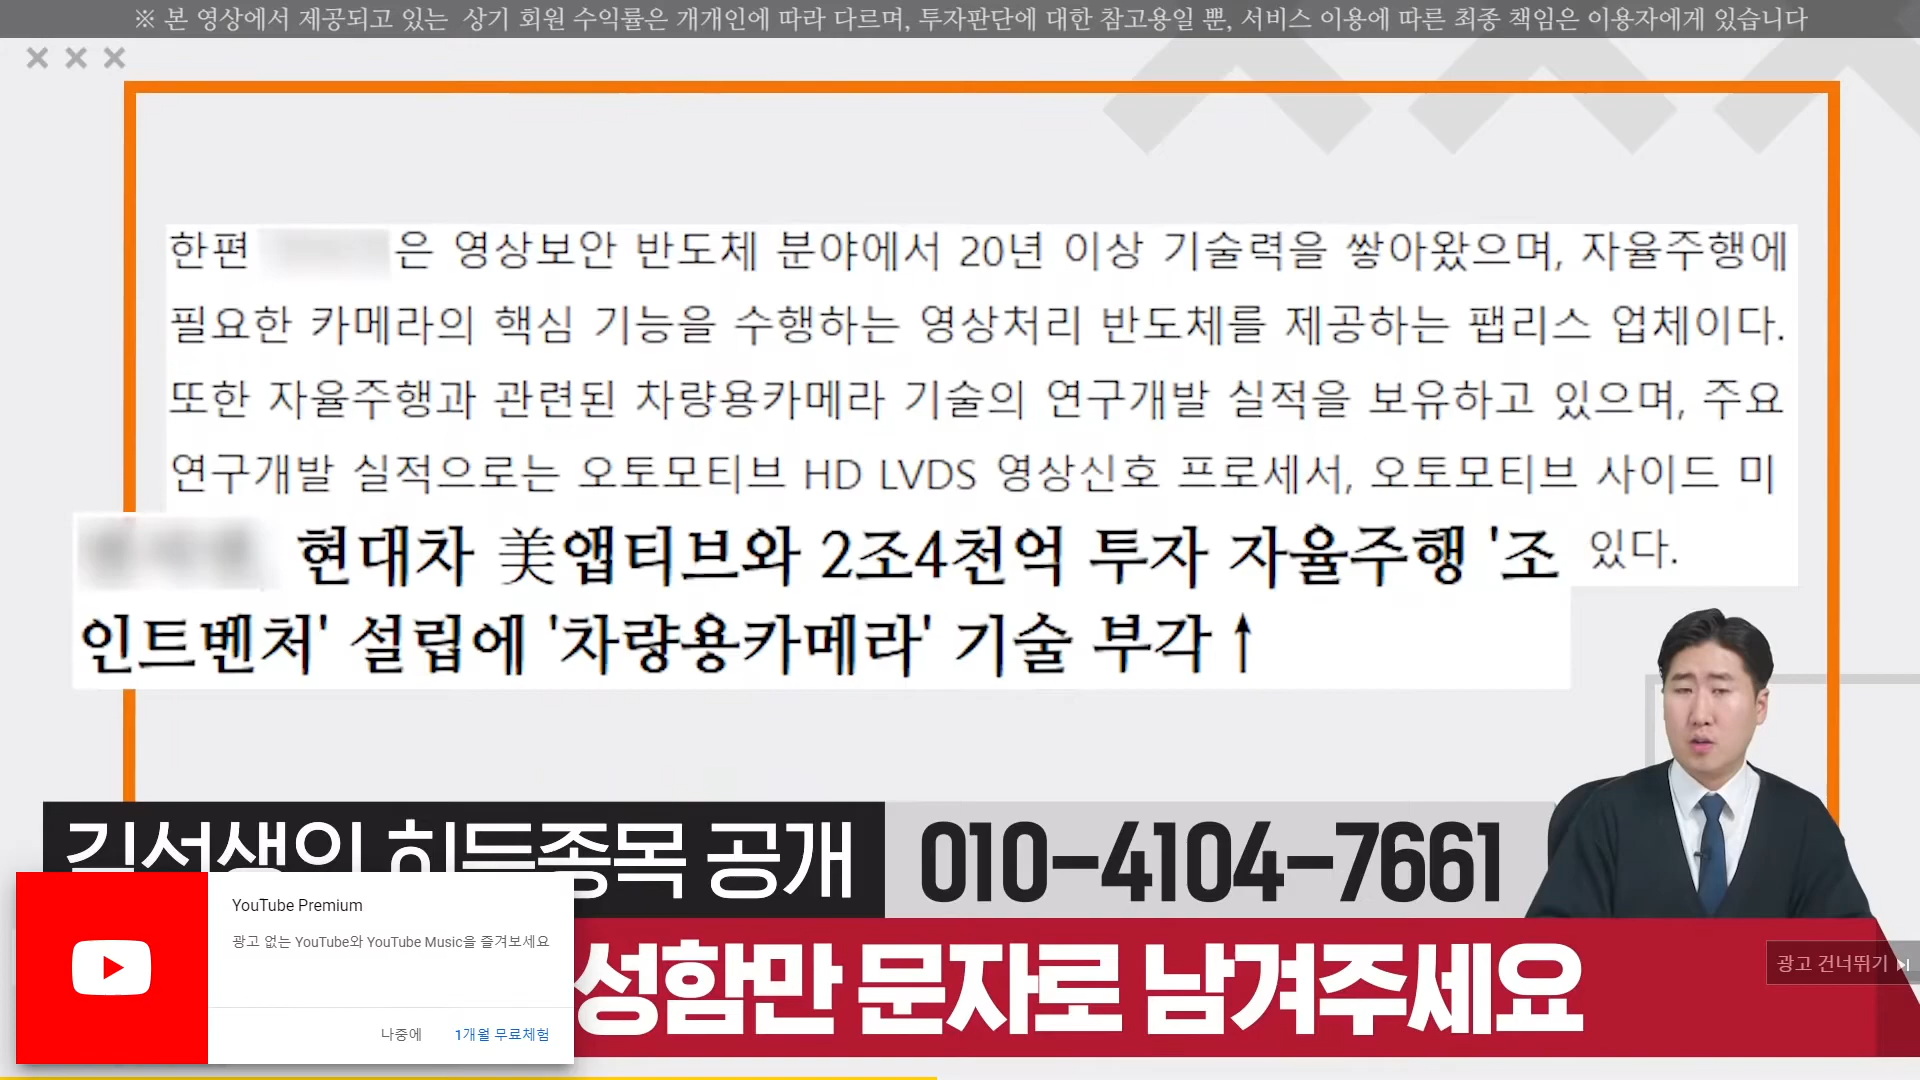 ※ 본 영상에서 제공되고 있는 상기 회원 수익률은 개개인에 따라 다르며, 투자판단에 대한 참고용일 뿐, 서비스 이용에 따른 최종 책임은 이용자에게 있습니다
한편 은 영상보안 반도체 분야에서 20년 이상 기술력을 쌓아왔으며, 자율주행에
필요한 카메라의 핵심 기능을 수행하는 영상처리 반도체를 제공하는 팹리스 업체이다.
또한 자율주행과 관련된 차량용카메라 기술의 연구개발 실적을 보유하고 있으며, 주요
연구개발 실적으로는 오토모티브 HD LVDS 영상신호 프로세서, 오토모티브 사이드 미
있다.
현대차 美앱티브와 2조4천억 투자 자율주행 '조
인트벤처' 설립에 '차량용카메라' 기술 부각↑
김선생의 히든종목 공개 010-4104-7661
성함만 문자로 남겨주세요
광고 건너뛰기
YouTube Premium
광고 없는 YouTube와 YouTube Music을 즐겨보세요
나중에 1개월 무료체험